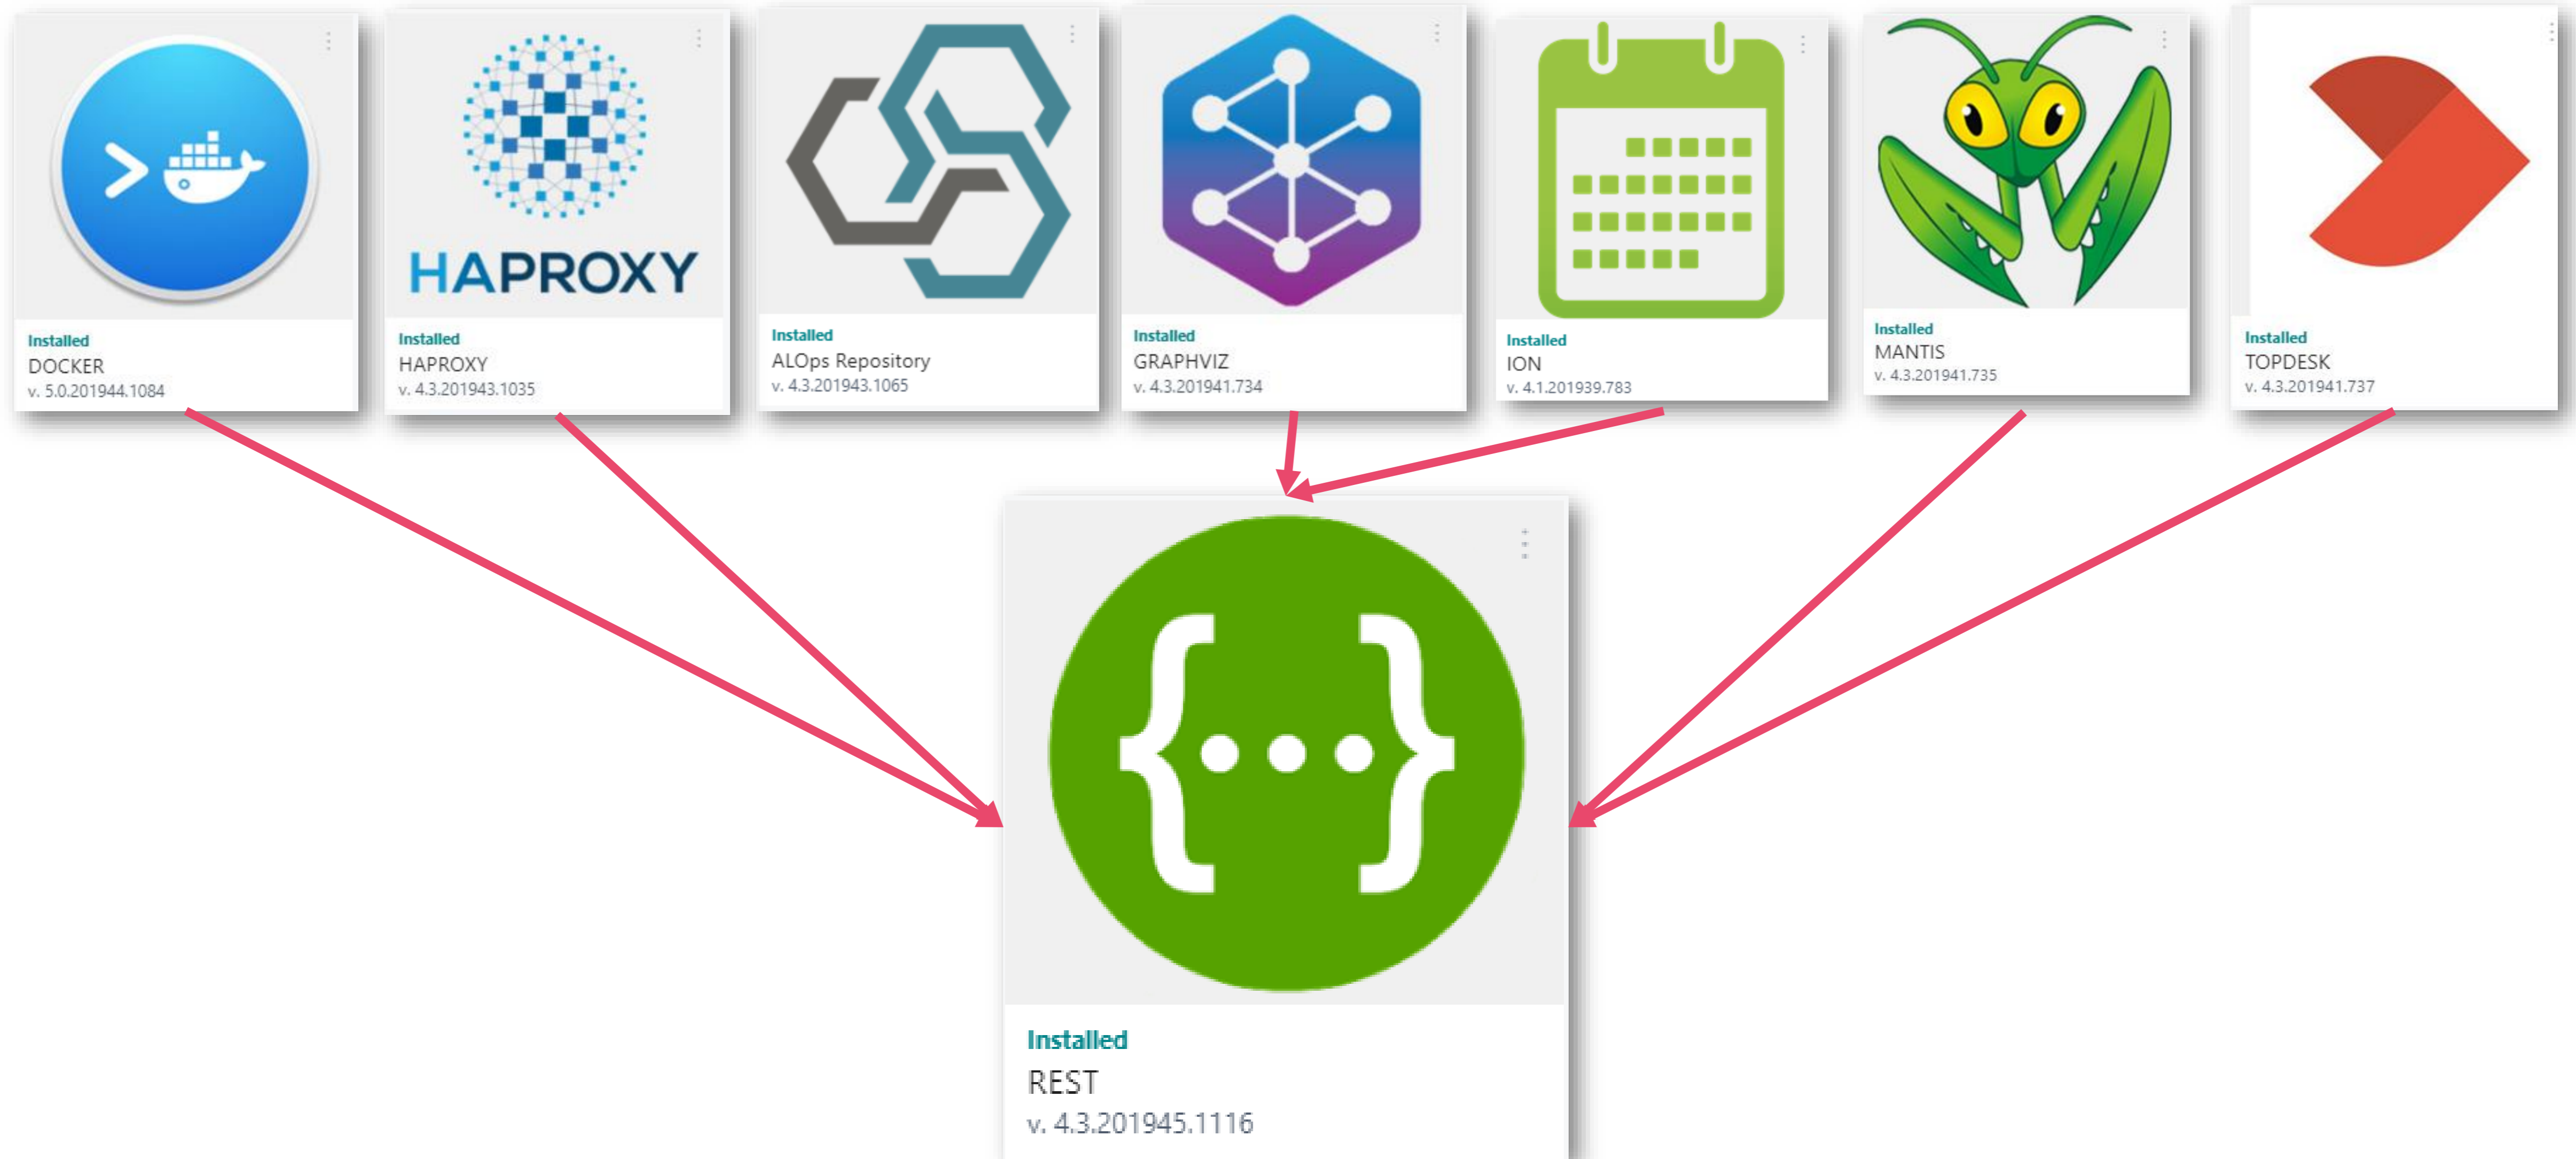 Installed
DOCKER
v. 5.0.201944.1084
HAPROXY
Installed
HAPROXY
v. 4.3.201943.1035
Installed
ALOps Repository
v. 4.3.201943.1065
Installed
GRAPHVIZ
v. 4.3.201941.734
Installed
ION
v. 4.1.201939.783
Installed
MANTIS
v. 4.3.201941.735
Installed
TOPDESK
v. 4.3.201941.737
Installed
REST
v. 4.3.201945.1116